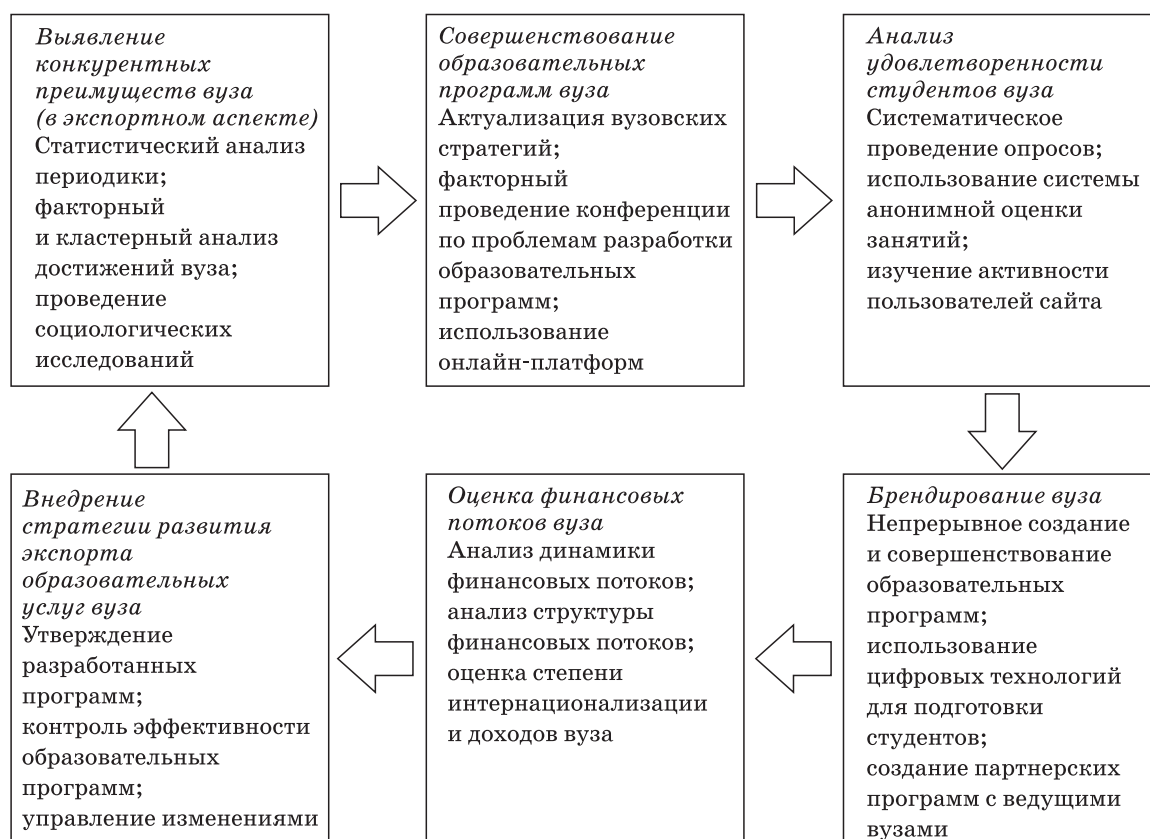 Выявление
конкурентных
преимуществ вуза
(в экспортном аспекте)
Статистический анализ
периодики;
факторный
и кластерный анализ
достижений вуза;
проведение
социологических
исследований
Совершенствование
образовательных
программ вуза
Актуализация вузовских
стратегий;
факторный
проведение конференции
по проблемам разработки
образовательных
программ;
использование
онлайн-платформ
Анализ
удовлетворенности
студентов вуза
Систематическое
проведение опросов;
использование системы
анонимной оценки
занятий;
изучение активности
пользователей сайта
Брендирование вуза
Непрерывное создание
и совершенствование
образовательных
программ;
использование
цифровых технологий
для подготовки
студентов;
создание партнерских
программ с ведущими
вузами
Оценка финансовых
потоков вуза
Анализ динамики
финансовых потоков;
анализ структуры
финансовых потоков;
оценка степени
интернационализации
и доходов вуза
Внедрение
стратегии развития
экспорта
образовательных
услуг вуза
Утверждение
разработанных
программ;
контроль эффективности
образовательных
программ;
управление изменениями